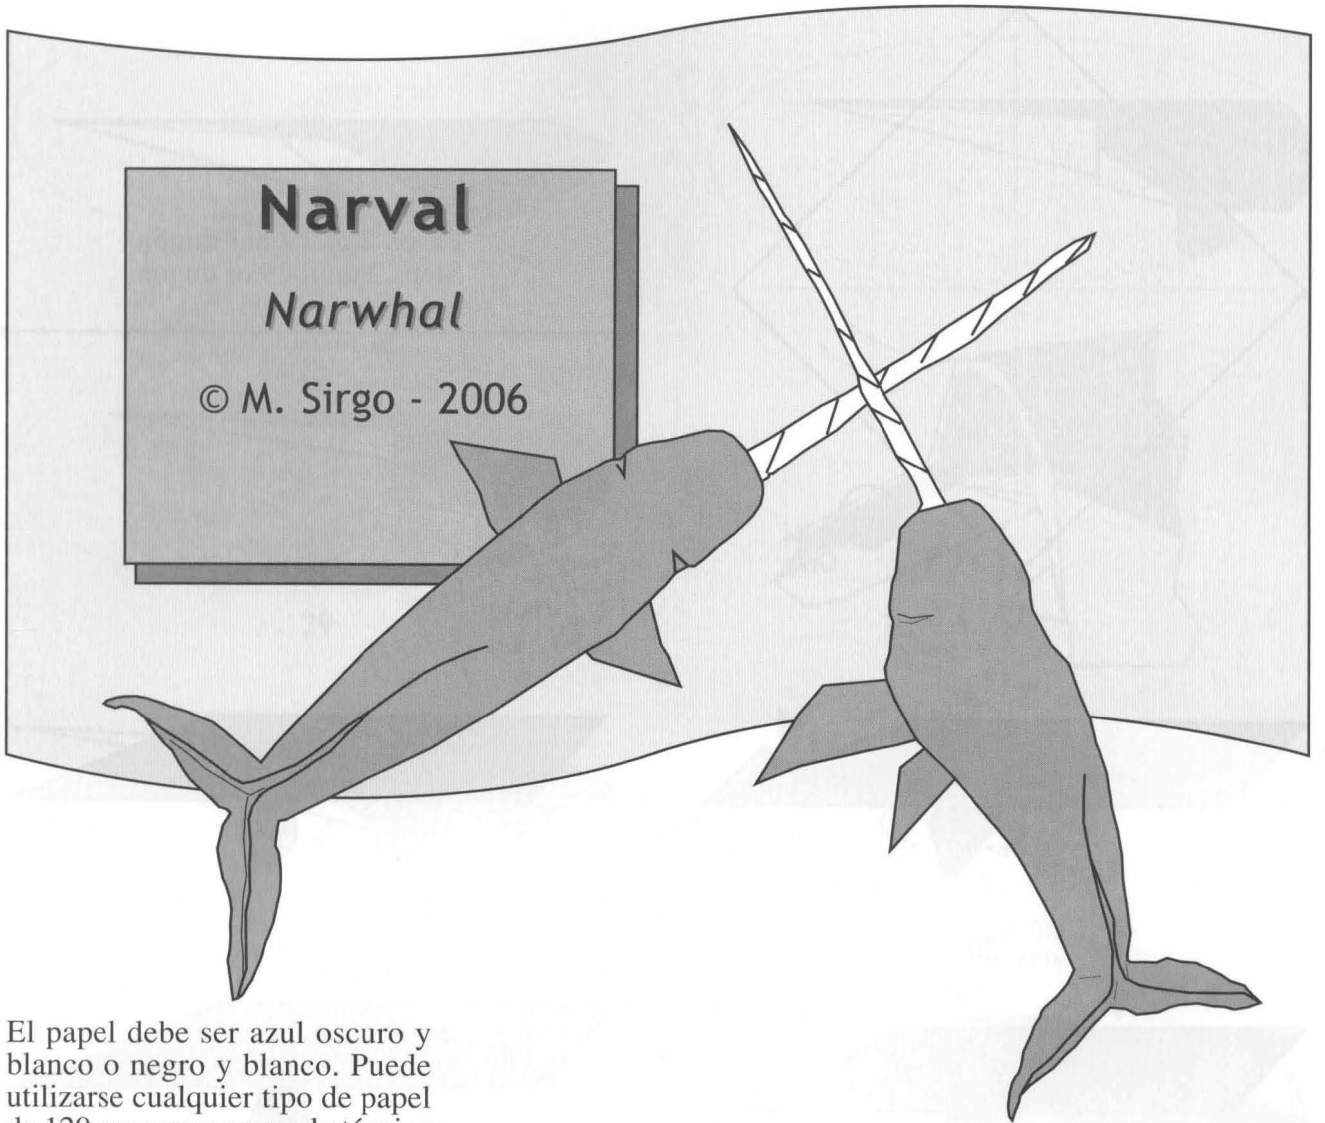 Narval
Narwhal
© M. Sirgo - 2006
29
El papel debe ser azul oscuro y
blanco o negro y blanco. Puede
utilizarse cualquier tipo de papel